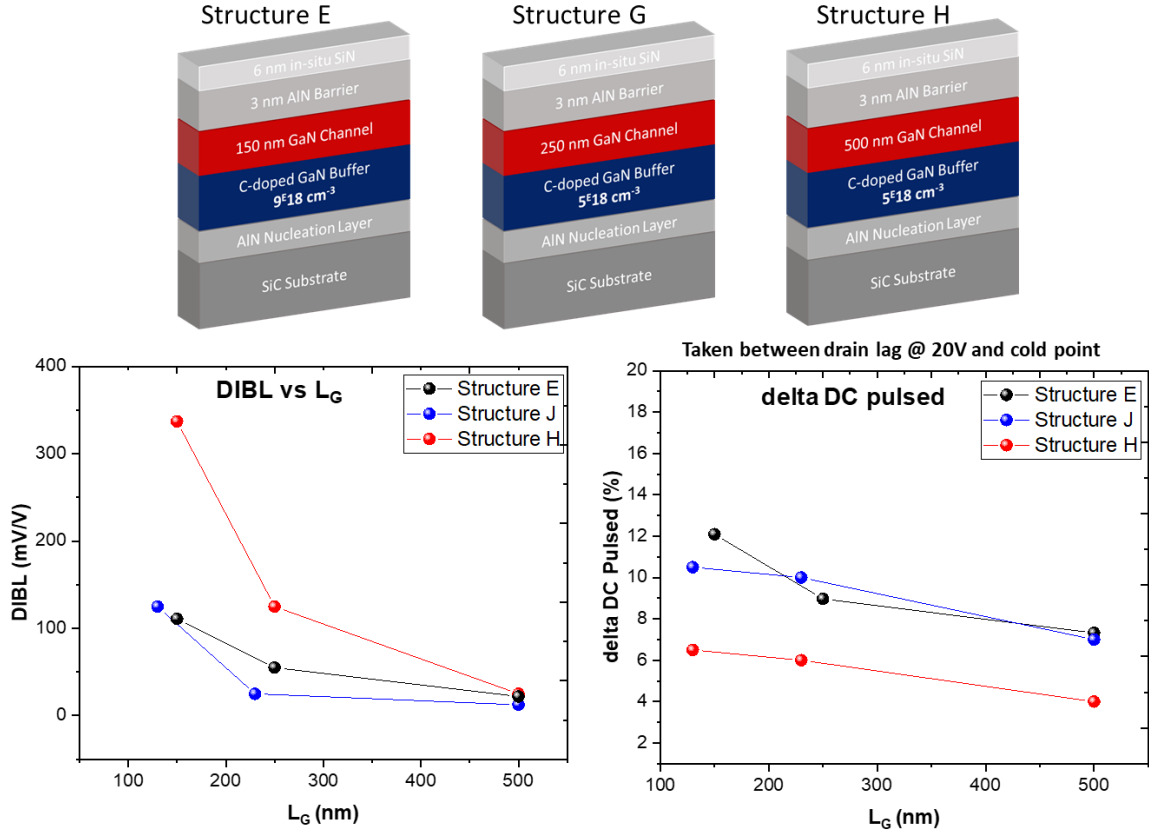 Structure E
Structure G
Structure H
6 nm in-situ SiN
3 nm AlN Barrier
150 nm GaN Channel
C-doped GaN Buffer
9ᴱ18 cm⁻³
AlN Nucleation Layer
SiC Substrate
6 nm in-situ SiN
3 nm AlN Barrier
250 nm GaN Channel
C-doped GaN Buffer
5ᴱ18 cm⁻³
AlN Nucleation Layer
SiC Substrate
6 nm in-situ SiN
3 nm AlN Barrier
500 nm GaN Channel
C-doped GaN Buffer
5ᴱ18 cm⁻³
AlN Nucleation Layer
SiC Substrate
DIBL vs L_G
Structure E
Structure J
Structure H
400
300
200
100
0
DIBL (mV/V)
100
200
300
400
500
L_G (nm)
Taken between drain lag @ 20V and cold point
delta DC pulsed
Structure E
Structure J
Structure H
20
18
16
14
12
10
8
6
4
2
delta DC Pulsed (%)
100
200
300
400
500
L_G (nm)